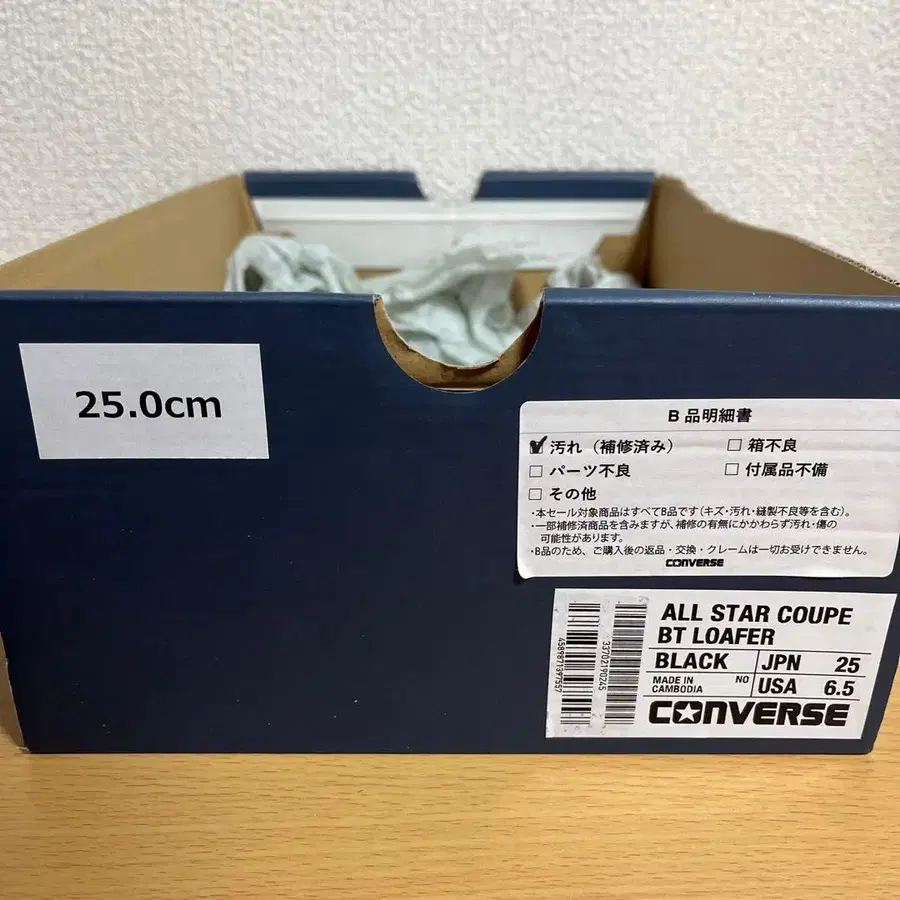 25.0cm
B 品明細書
☑ 汚れ（補修済み） □ 箱不良
□ パーツ不良 □ 付属品不備
□ その他
・本セール対象商品はすべてB品です（キズ・汚れ・縫製不良等を含む）。
・一部補修済商品を含みますが、補修の有無にかかわらず汚れ・傷の
可能性があります。
・B品のため、ご購入後の返品・交換・クレームは一切お受けできません。
CONVERSE
4589871397557
33702190245
ALL STAR COUPE
BT LOAFER
BLACK JPN 25
MADE IN CAMBODIA NO USA 6.5
CONVERSE